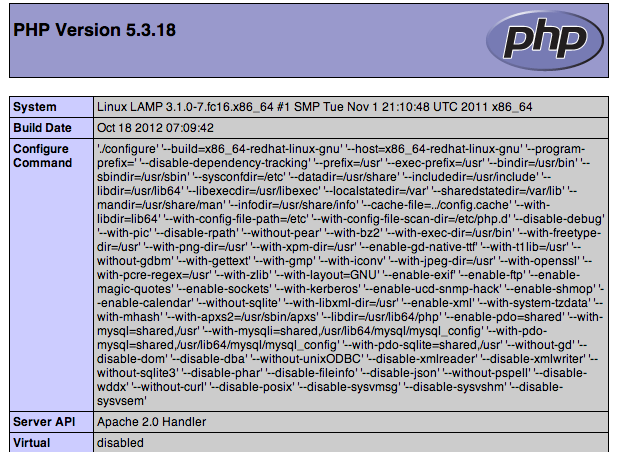 PHP Version 5.3.18
php
System Linux LAMP 3.1.0-7.fc16.x86_64 #1 SMP Tue Nov 1 21:10:48 UTC 2011 x86_64
Build Date Oct 18 2012 07:09:42
Configure Command
'./configure' '--build=x86_64-redhat-linux-gnu' '--host=x86_64-redhat-linux-gnu' '--program-
prefix=' '--disable-dependency-tracking' '--prefix=/usr' '--exec-prefix=/usr' '--bindir=/usr/bin' '--
sbindir=/usr/sbin' '--sysconfdir=/etc' '--datadir=/usr/share' '--includedir=/usr/include' '--
libdir=/usr/lib64' '--libexecdir=/usr/libexec' '--localstatedir=/var' '--sharedstatedir=/var/lib' '--
mandir=/usr/share/man' '--infodir=/usr/share/info' '--cache-file=../config.cache' '--with-
libdir=lib64' '--with-config-file-path=/etc' '--with-config-file-scan-dir=/etc/php.d' '--disable-debug'
'--with-pic' '--disable-rpath' '--without-pear' '--with-bz2' '--with-exec-dir=/usr/bin' '--with-freetype-
dir=/usr' '--with-png-dir=/usr' '--with-xpm-dir=/usr' '--enable-gd-native-ttf' '--with-t1lib=/usr' '--
without-gdbm' '--with-gettext' '--with-gmp' '--with-iconv' '--with-jpeg-dir=/usr' '--with-openssl' '--
with-pcre-regex=/usr' '--with-zlib' '--with-layout=GNU' '--enable-exif' '--enable-ftp' '--enable-
magic-quotes' '--enable-sockets' '--with-kerberos' '--enable-ucd-snmp-hack' '--enable-shmop' '-
-enable-calendar' '--without-sqlite' '--with-libxml-dir=/usr' '--enable-xml' '--with-system-tzdata' '--
with-mhash' '--with-apxs2=/usr/sbin/apxs' '--libdir=/usr/lib64/php' '--enable-pdo=shared' '--with-
mysql=shared,/usr' '--with-mysqli=shared,/usr/lib64/mysql/mysql_config' '--with-pdo-
mysql=shared,/usr/lib64/mysql/mysql_config' '--with-pdo-sqlite=shared,/usr' '--without-gd' '--
disable-dom' '--disable-dba' '--without-unixODBC' '--disable-xmlreader' '--disable-xmlwriter' '--
without-sqlite3' '--disable-phar' '--disable-fileinfo' '--disable-json' '--without-pspell' '--disable-
wddx' '--without-curl' '--disable-posix' '--disable-sysvmsg' '--disable-sysvshm' '--disable-
sysvsem'
Server API Apache 2.0 Handler
Virtual disabled